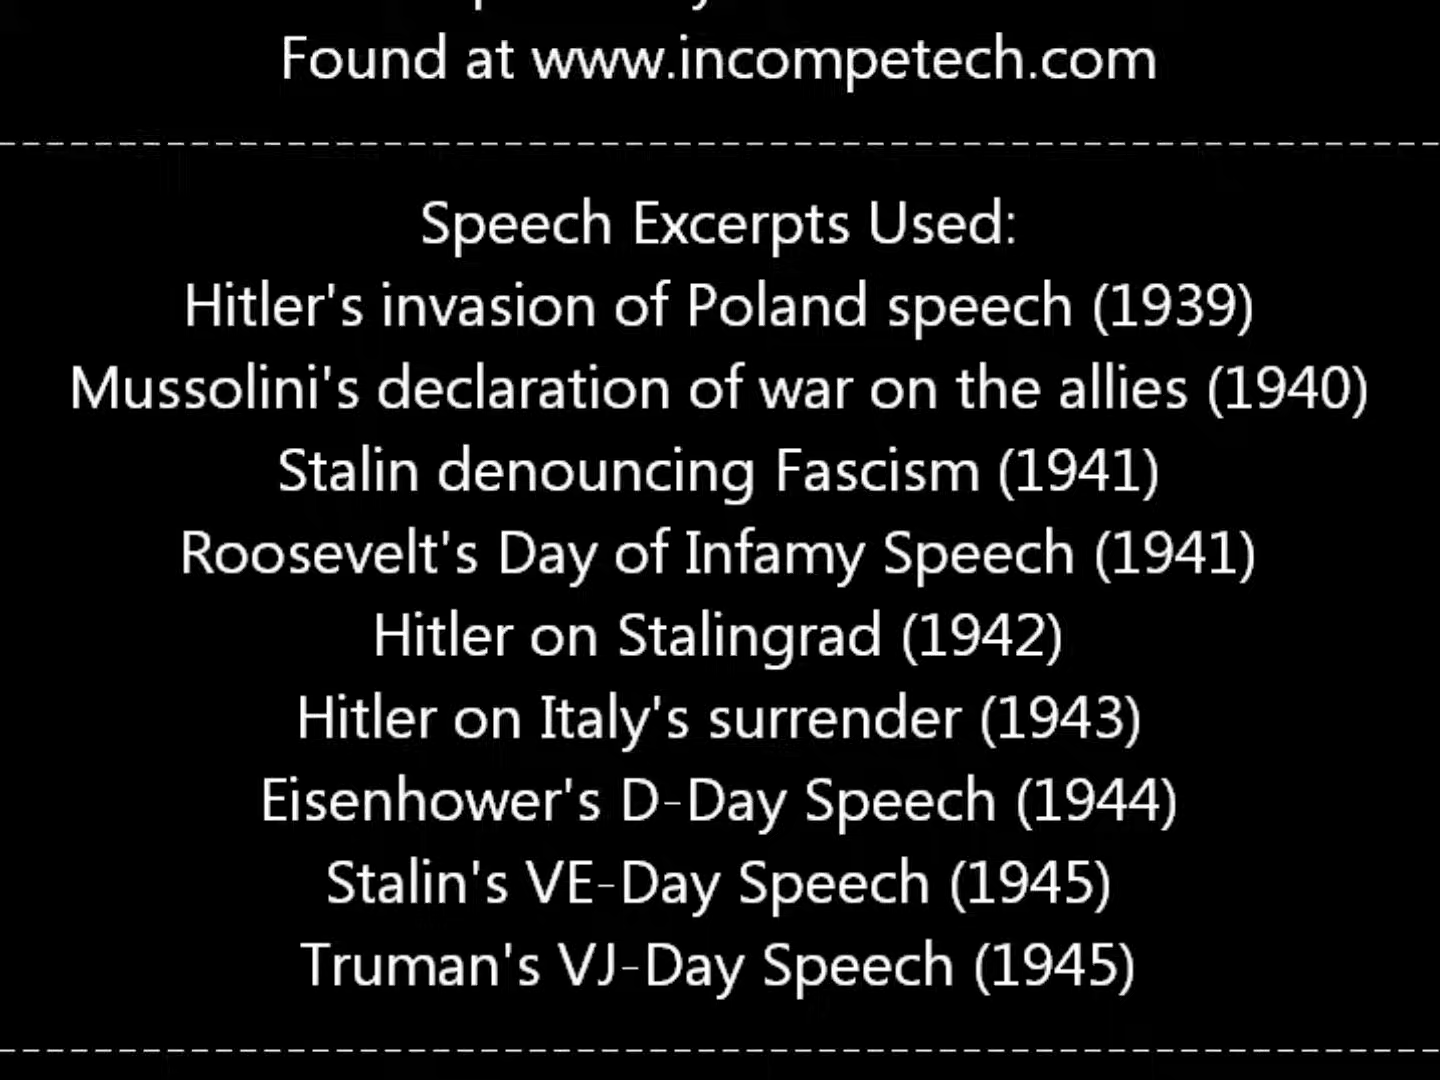 Found at www.incompetech.com
Speech Excerpts Used:
Hitler's invasion of Poland speech (1939)
Mussolini's declaration of war on the allies (1940)
Stalin denouncing Fascism (1941)
Roosevelt's Day of Infamy Speech (1941)
Hitler on Stalingrad (1942)
Hitler on Italy's surrender (1943)
Eisenhower's D-Day Speech (1944)
Stalin's VE-Day Speech (1945)
Truman's VJ-Day Speech (1945)